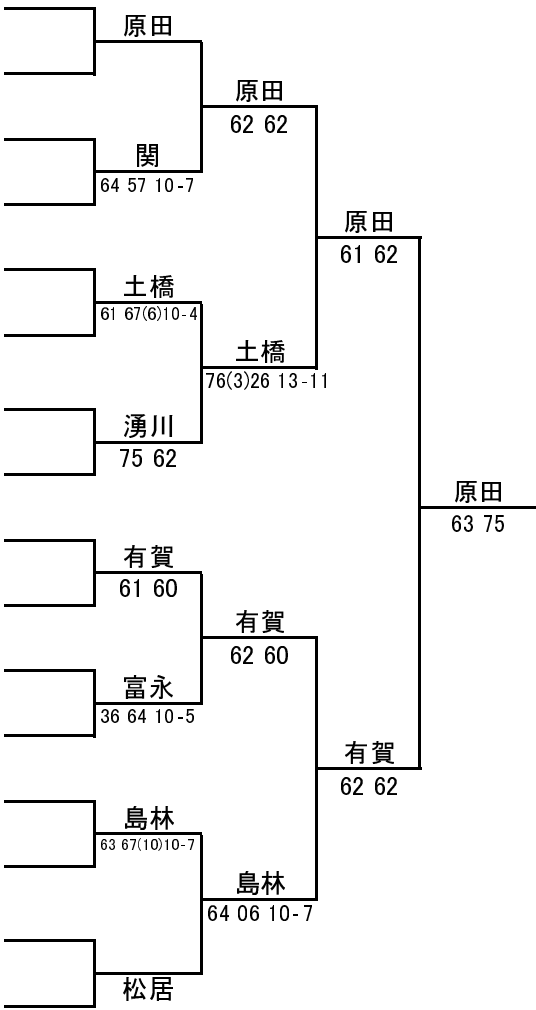 原田
原田
62 62
関
64 57 10-7
原田
61 62
土橋
61 67(6)10-4
土橋
76(3)26 13-11
湧川
75 62
原田
63 75
有賀
61 60
有賀
62 60
富永
36 64 10-5
有賀
62 62
島林
63 67(10)10-7
島林
64 06 10-7
松居